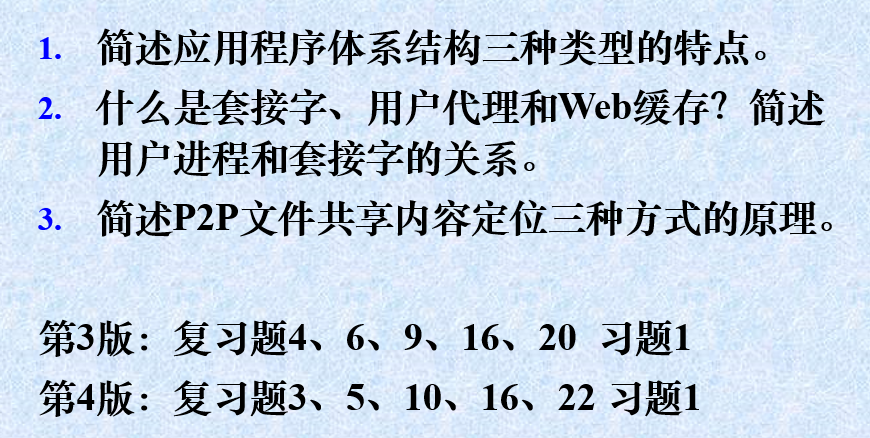 1. 简述应用程序体系结构三种类型的特点。
2. 什么是套接字、用户代理和Web缓存？简述
用户进程和套接字的关系。
3. 简述P2P文件共享内容定位三种方式的原理。
第3版：复习题4、6、9、16、20 习题1
第4版：复习题3、5、10、16、22 习题1